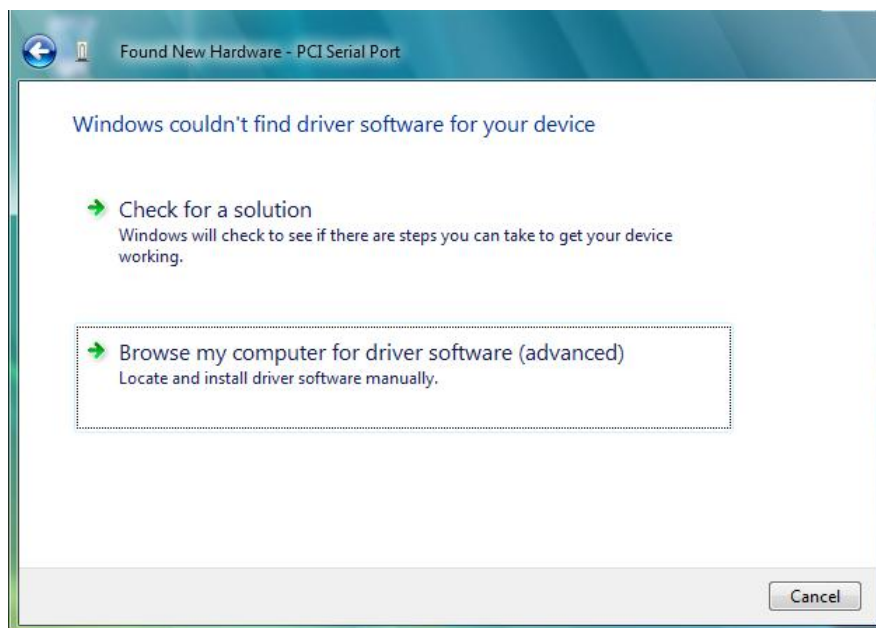 Found New Hardware - PCI Serial Port
Windows couldn't find driver software for your device
Check for a solution
Windows will check to see if there are steps you can take to get your device
working.
Browse my computer for driver software (advanced)
Locate and install driver software manually.
Cancel